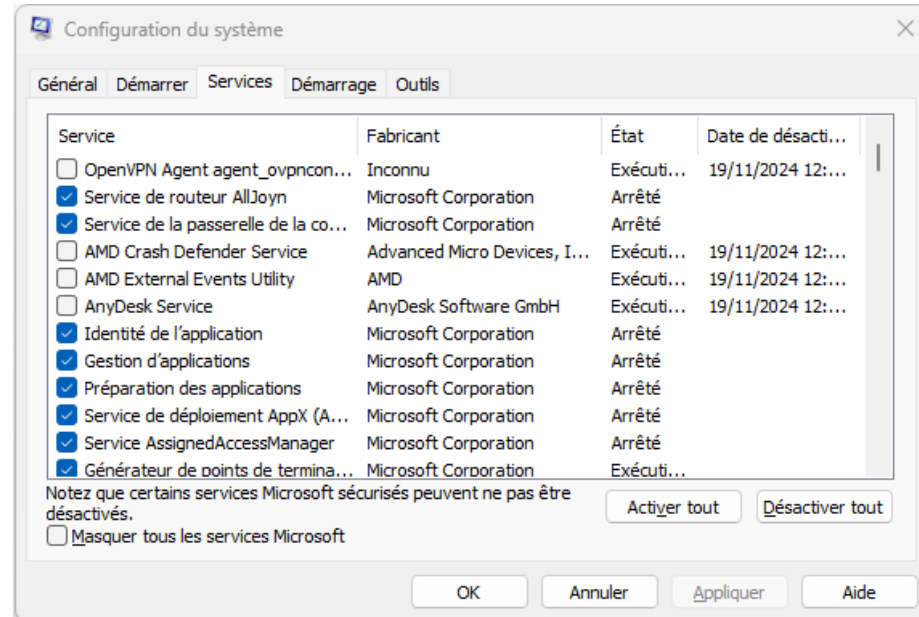 Configuration du système
Général Démarrer Services Démarrage Outils
Service Fabricant État Date de désacti...
OpenVPN Agent agent_ovpncon... Inconnu Exécuti... 19/11/2024 12:...
Service de routeur AllJoyn Microsoft Corporation Arrêté
Service de la passerelle de la co... Microsoft Corporation Arrêté
AMD Crash Defender Service Advanced Micro Devices, I... Exécuti... 19/11/2024 12:...
AMD External Events Utility AMD Exécuti... 19/11/2024 12:...
AnyDesk Service AnyDesk Software GmbH Exécuti... 19/11/2024 12:...
Identité de l'application Microsoft Corporation Arrêté
Gestion d'applications Microsoft Corporation Arrêté
Préparation des applications Microsoft Corporation Arrêté
Service de déploiement AppX (A... Microsoft Corporation Arrêté
Service AssignedAccessManager Microsoft Corporation Arrêté
Générateur de points de termina... Microsoft Corporation Exécuti...
Notez que certains services Microsoft sécurisés peuvent ne pas être
désactivés.
Activer tout Désactiver tout
Masquer tous les services Microsoft
OK Annuler Appliquer Aide